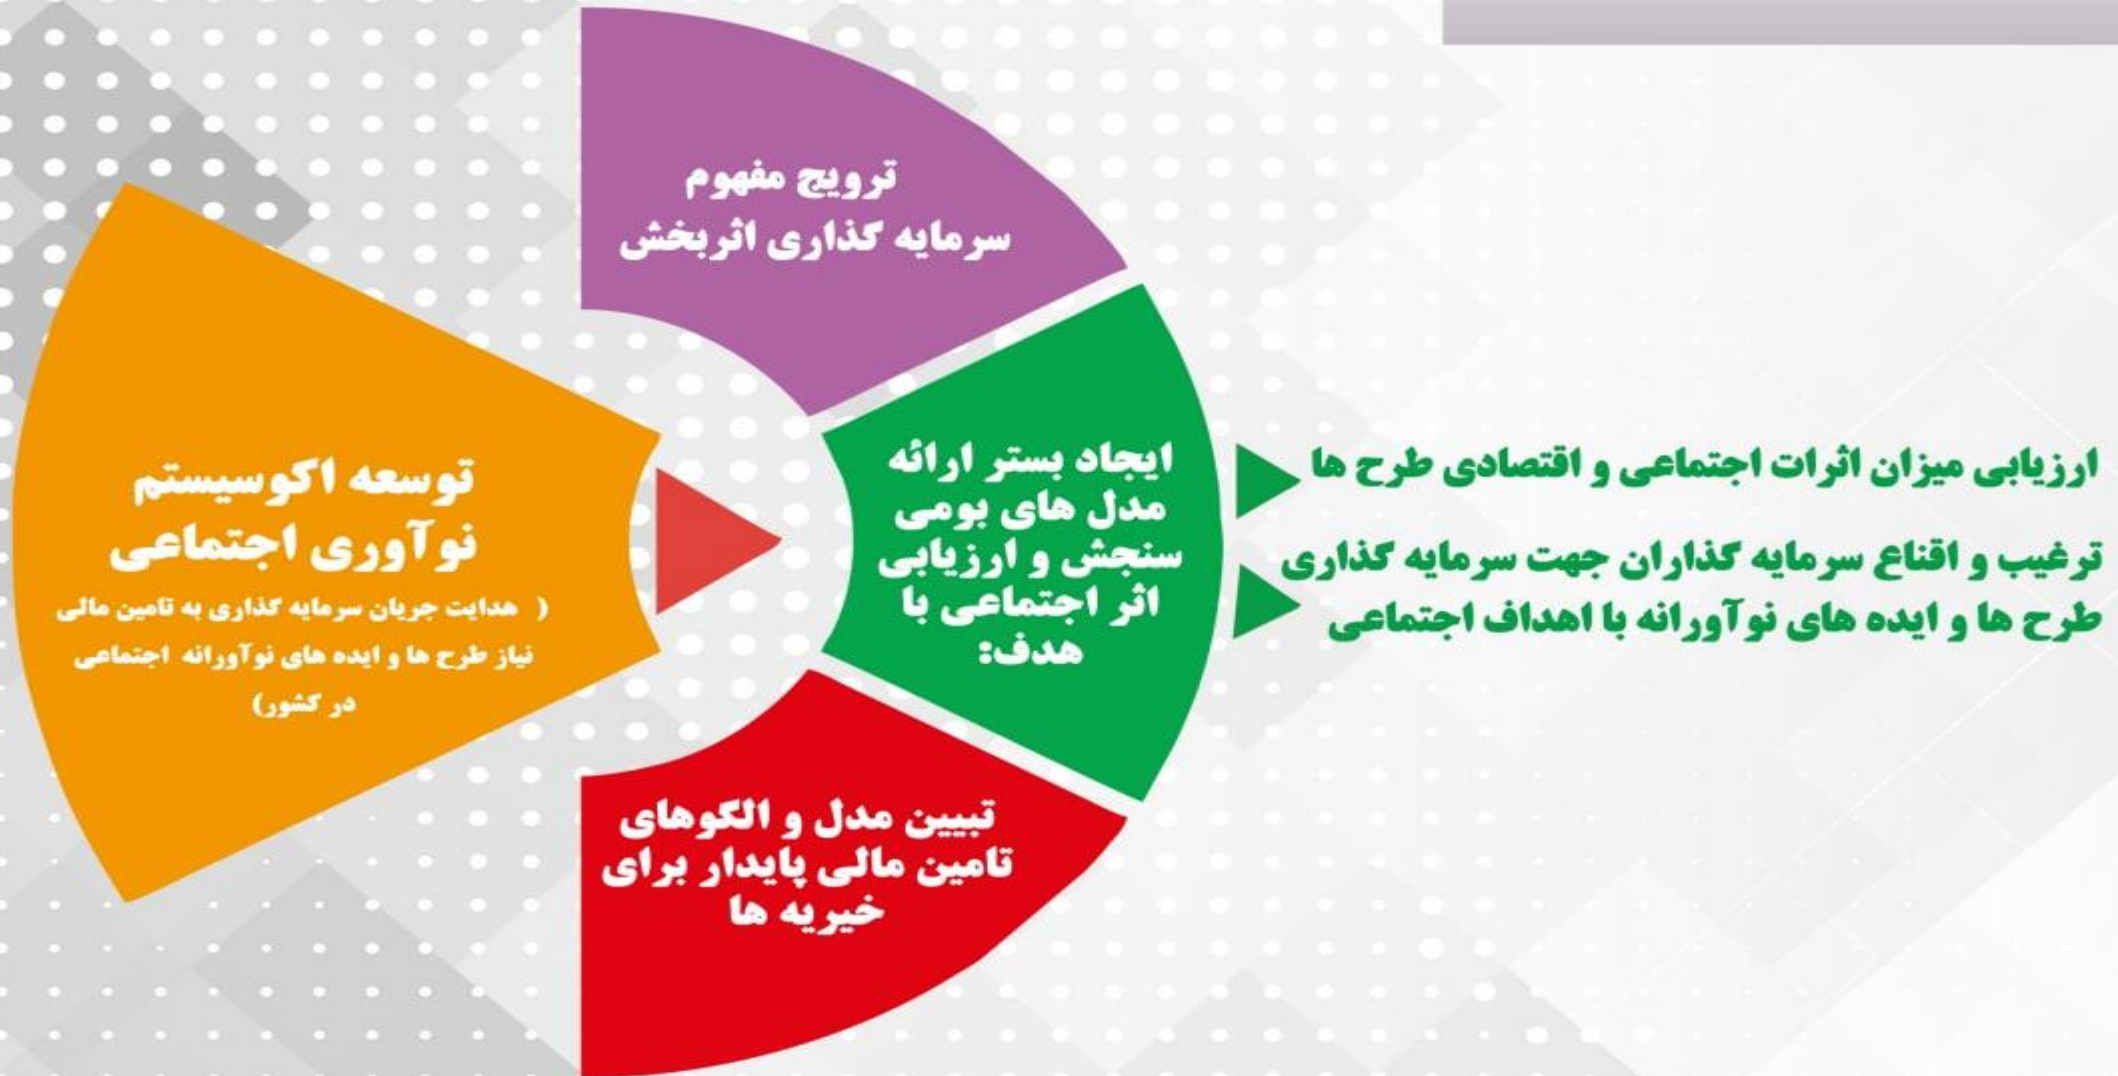 ترویج مفهوم
سرمایه گذاری اثربخش
ایجاد بستر ارائه
مدل های بومی
سنجش و ارزیابی
اثر اجتماعی با
هدف:
ارزیابی میزان اثرات اجتماعی و اقتصادی طرح ها
ترغیب و اقناع سرمایه گذاران جهت سرمایه گذاری
طرح ها و ایده های نوآورانه با اهداف اجتماعی
تبیین مدل و الگوهای
تامین مالی پایدار برای
خیریه ها
توسعه اکوسیستم
نوآوری اجتماعی
( هدایت جریان سرمایه گذاری به تامین مالی
نیاز طرح ها و ایده های نوآورانه اجتماعی
در کشور)